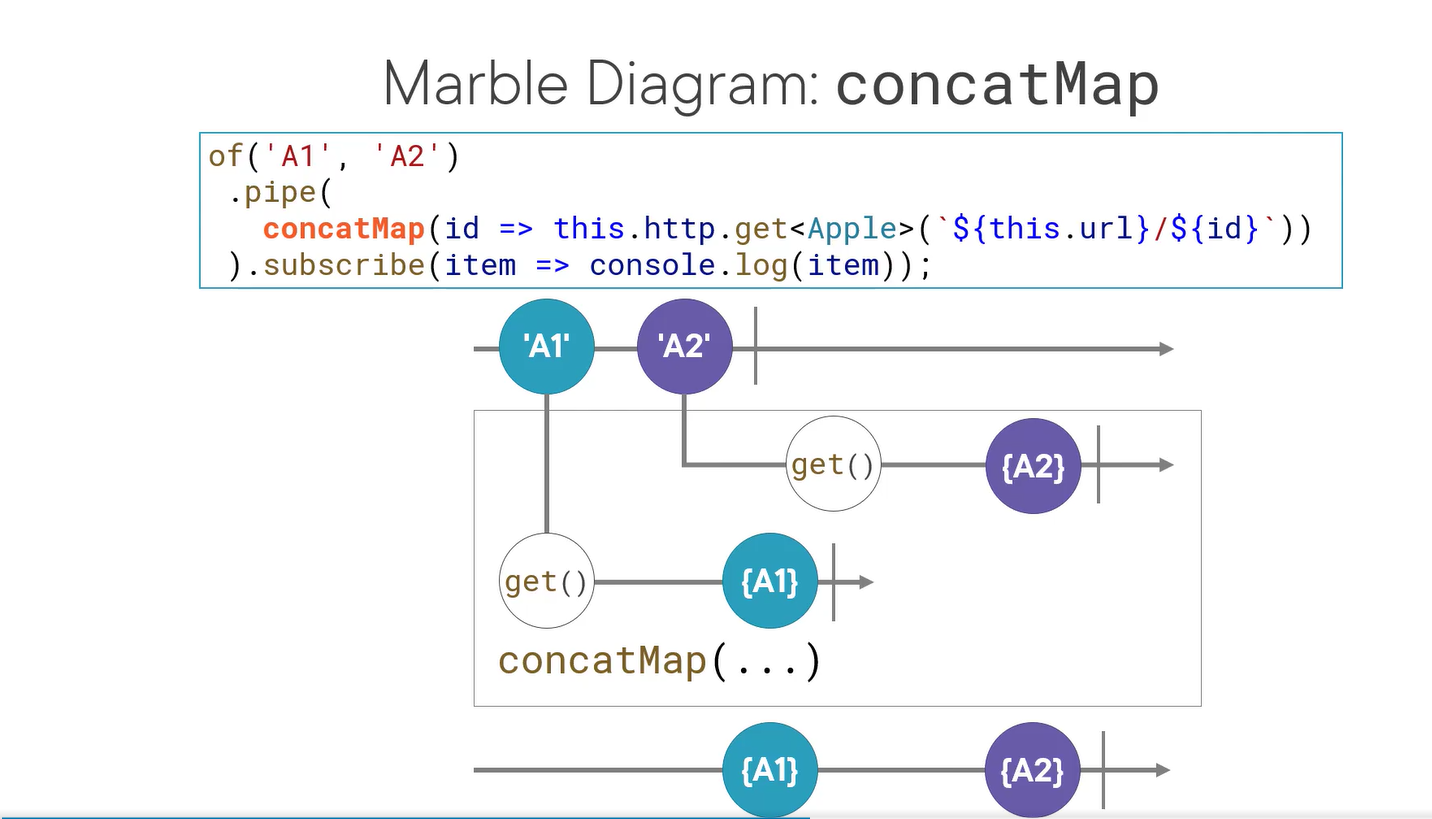 Marble Diagram: concatMap
of('A1', 'A2')
.pipe(
concatMap(id => this.http.get<Apple>(`${this.url}/${id}`))
).subscribe(item => console.log(item));
'A1' 'A2'
get() {A2}
get() {A1}
concatMap(...)
{A1} {A2}